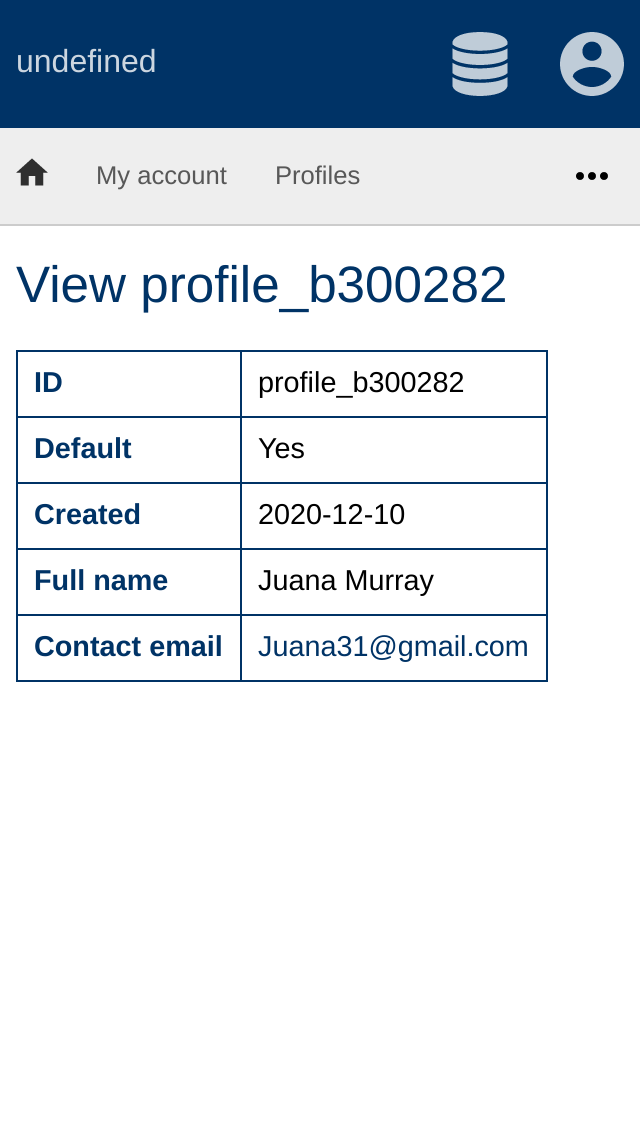 undefined
My account Profiles •••
View profile_b300282
ID profile_b300282
Default Yes
Created 2020-12-10
Full name Juana Murray
Contact email Juana31@gmail.com